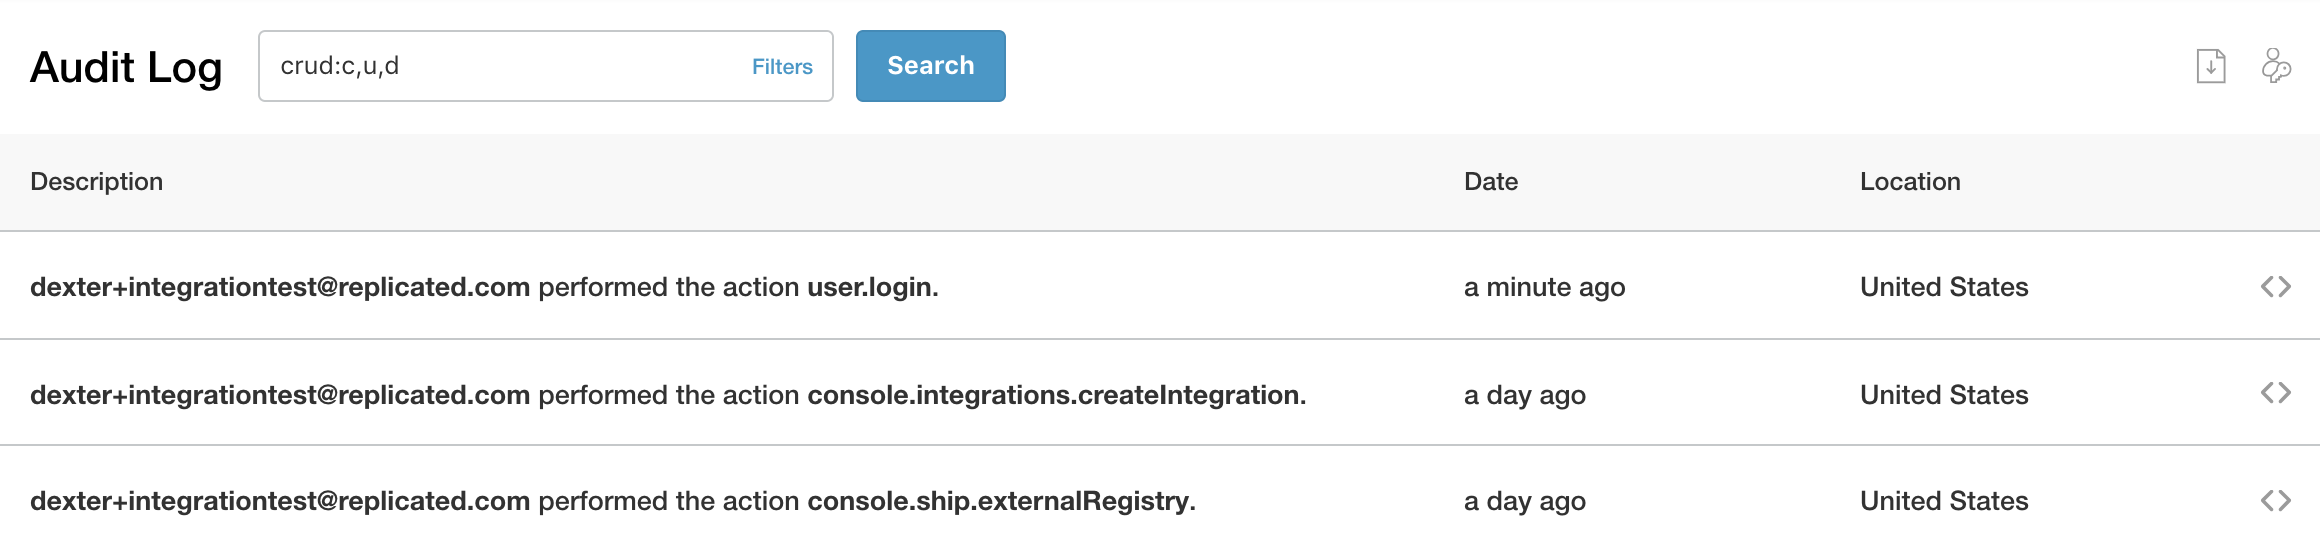 Audit Log
crud:c,u,d
Filters
Search
Description Date Location
dexter+integrationtest@replicated.com performed the action user.login. a minute ago United States
dexter+integrationtest@replicated.com performed the action console.integrations.createIntegration. a day ago United States
dexter+integrationtest@replicated.com performed the action console.ship.externalRegistry. a day ago United States